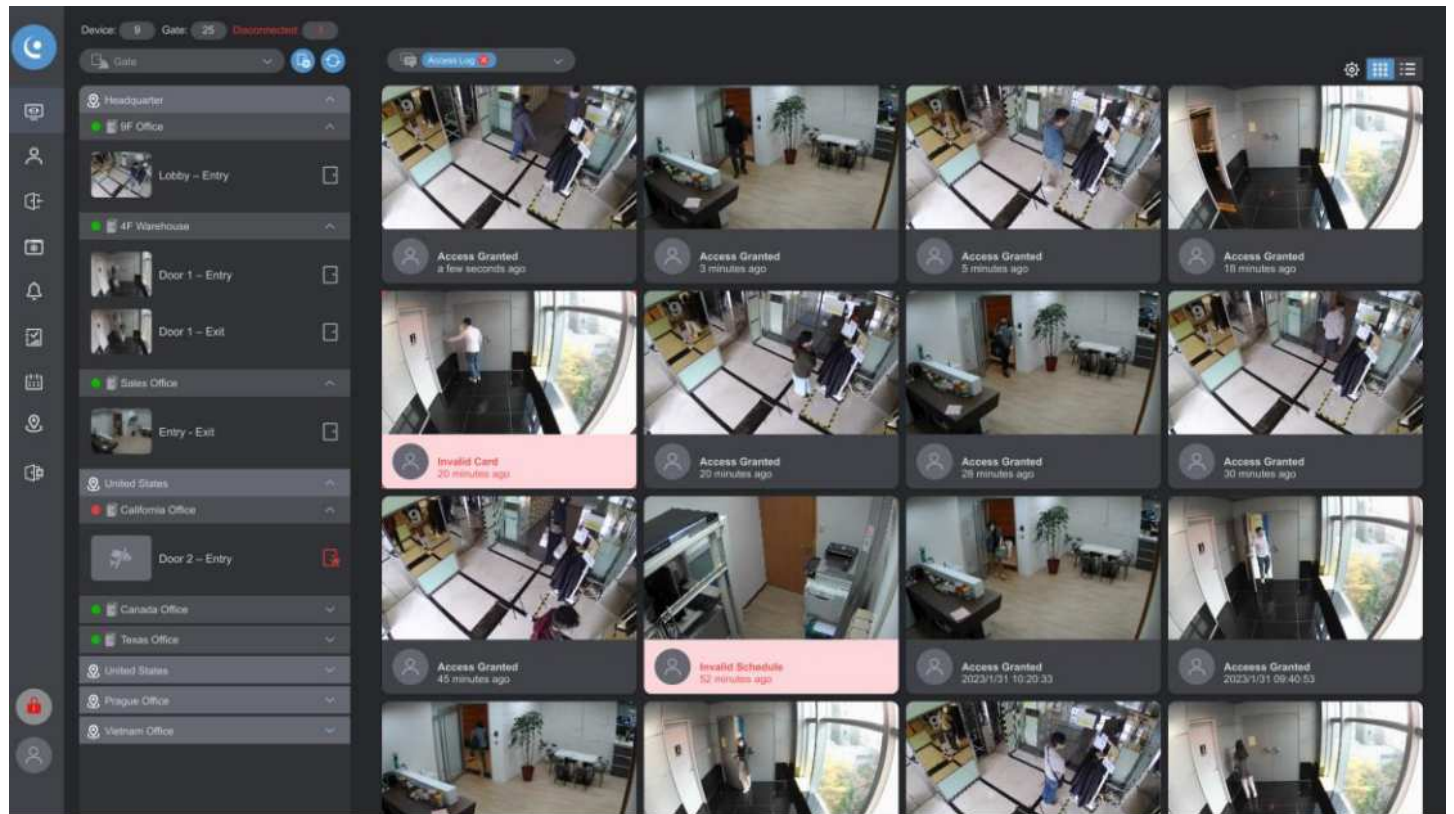 Device: 9 Gate: 25 Disconnected:
Gate
Access Log
Headquarter
9F Office
Lobby – Entry
4F Warehouse
Door 1 – Entry
Door 1 – Exit
Sales Office
Entry - Exit
United States
California Office
Door 2 – Entry
Canada Office
Texas Office
United States
Prague Office
Vietnam Office
Access Granted
a few seconds ago
Access Granted
3 minutes ago
Access Granted
5 minutes ago
Access Granted
18 minutes ago
Invalid Card
20 minutes ago
Access Granted
20 minutes ago
Access Granted
28 minutes ago
Access Granted
30 minutes ago
Access Granted
45 minutes ago
Invalid Schedule
52 minutes ago
Access Granted
2023/1/31 10:20:33
Access Granted
2023/1/31 09:40:53